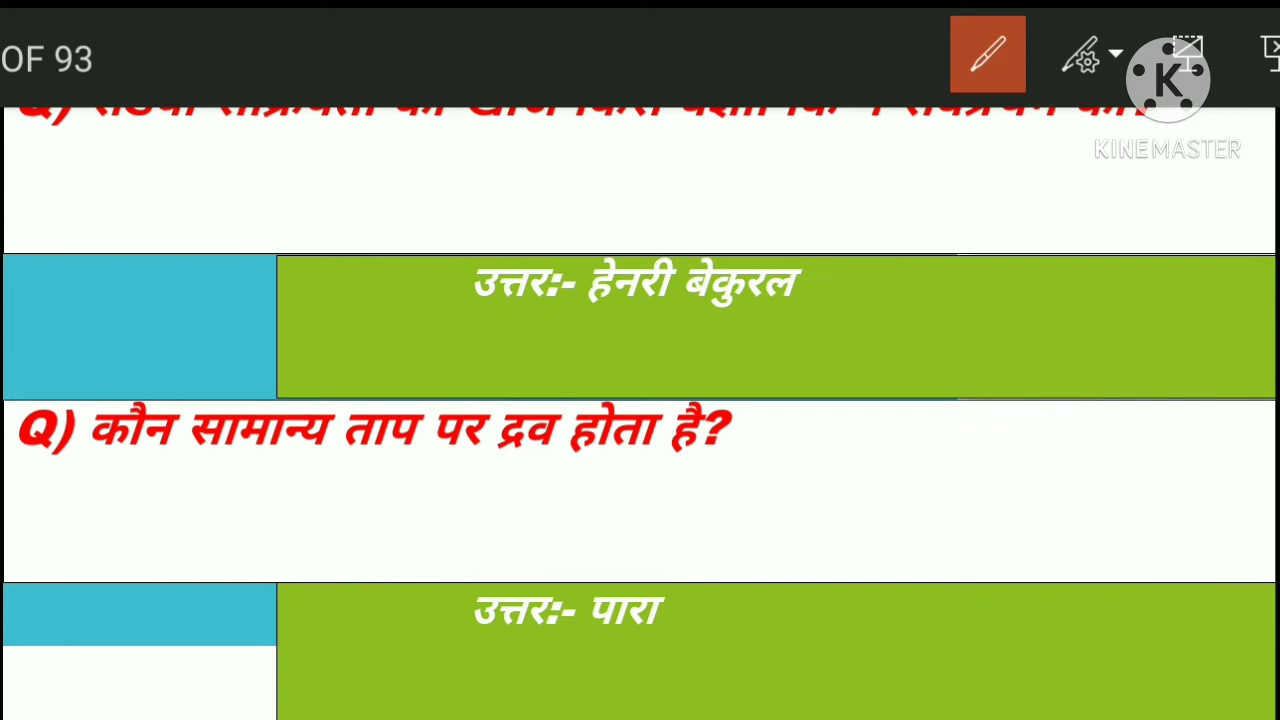 OF 93
K
KINEMASTER
उत्तर:- हेनरी बेकुरल
Q) कौन सामान्य ताप पर द्रव होता है?
उत्तर:- पारा